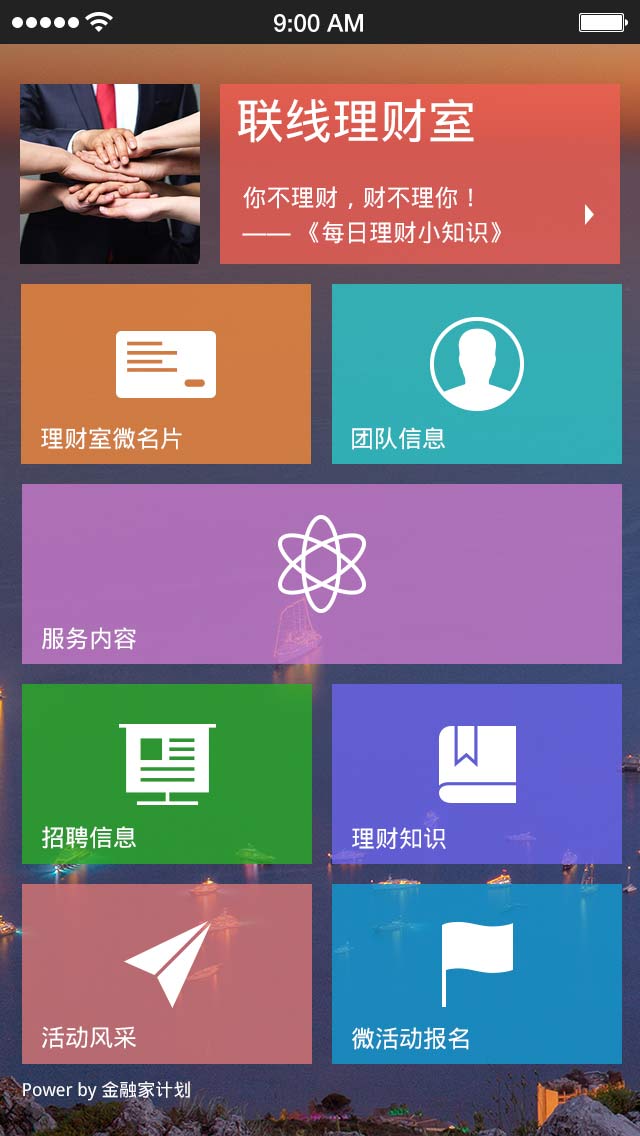 9:00 AM
联线理财室
你不理财，财不理你！
—— 《每日理财小知识》
理财室微名片
团队信息
服务内容
招聘信息
理财知识
活动风采
微活动报名
Power by 金融家计划